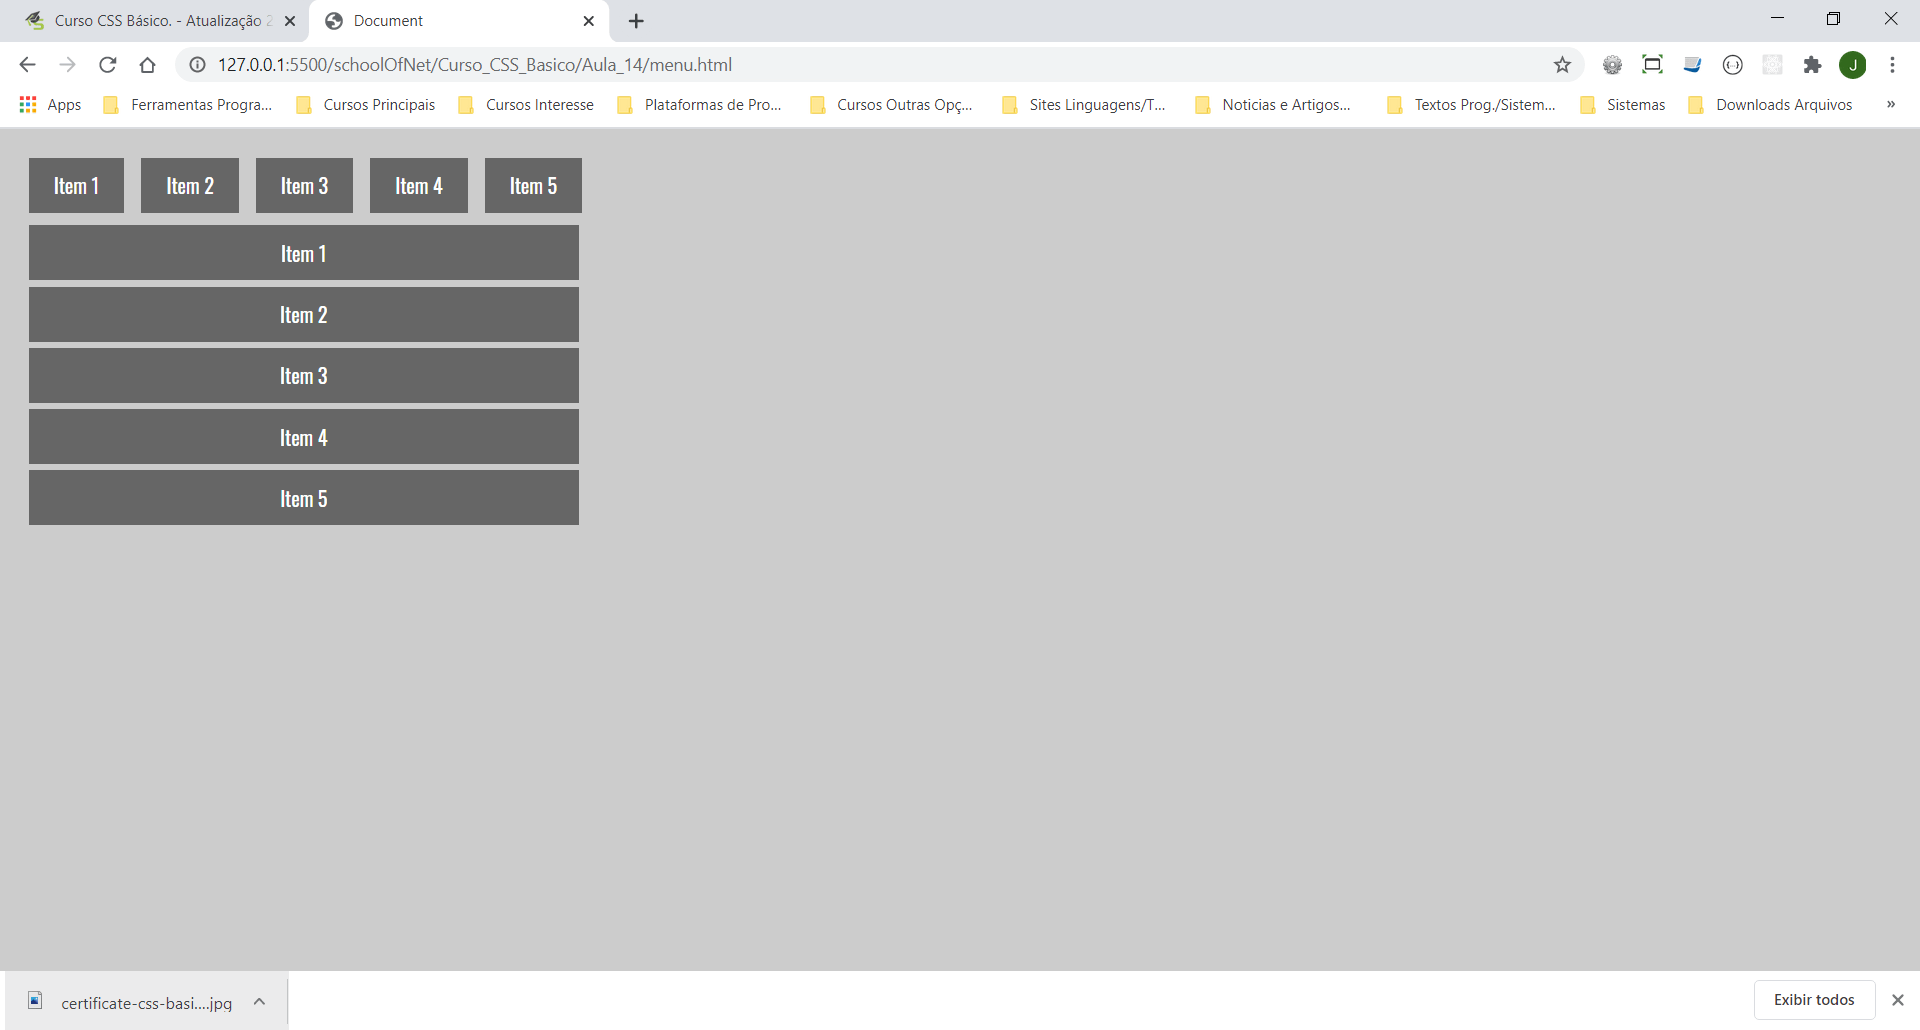 Curso CSS Básico. - Atualização 2
Document
127.0.0.1:5500/schoolOfNet/Curso_CSS_Basico/Aula_14/menu.html
J
Apps Ferramentas Progra... Cursos Principais Cursos Interesse Plataformas de Pro... Cursos Outras Opç... Sites Linguagens/T... Noticias e Artigos... Textos Prog./Sistem... Sistemas Downloads Arquivos »
Item 1 Item 2 Item 3 Item 4 Item 5
Item 1
Item 2
Item 3
Item 4
Item 5
certificate-css-basi....jpg
Exibir todos